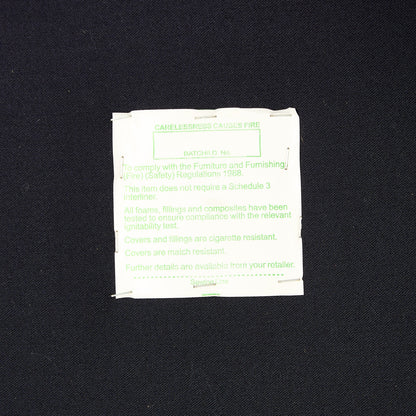 CARELESSNESS CAUSES FIRE
BATCH/I.D. No.
To comply with the Furniture and Furnishing
(Fire) (Safety) Regulations 1988.
This item does not require a Schedule 3
Interliner.
All foams, fillings and composites have been
tested to ensure compliance with the relevant
ignitability test.
Covers and fillings are cigarette resistant.
Covers are match resistant.
Further details are available from your retailer.